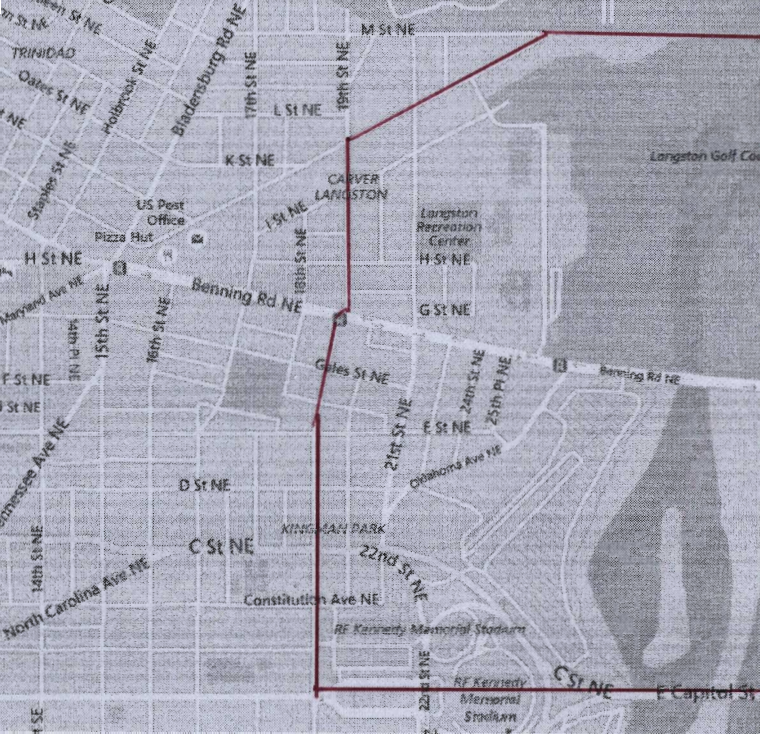 M St NE
TRINIDAD
Oates St NE
Holbrook St NE
Bladensburg Rd NE
17th St NE
19th St NE
L St NE
K St NE
Staples St NE
CARVER
LANGSTON
Langston Golf Cou
US Post
Office
I St NE
Langston
Recreation
Center
Pizza Hut
H St NE
18th St NE
H St NE
Benning Rd NE
G St NE
Maryland Ave NE
14th Pl NE
15th St NE
16th St NE
Gales St NE
24th St NE
25th Pl NE
Benning Rd NE
F St NE
St NE
21st St NE
E St NE
Oklahoma Ave NE
ennessee Ave NE
D St NE
KINGMAN PARK
C St NE
22nd St NE
14th St NE
North Carolina Ave NE
Constitution Ave NE
RF Kennedy Memorial Stadium
22nd St NE
RF Kennedy
Memorial
Stadium
C St NE
E Capitol St
SE